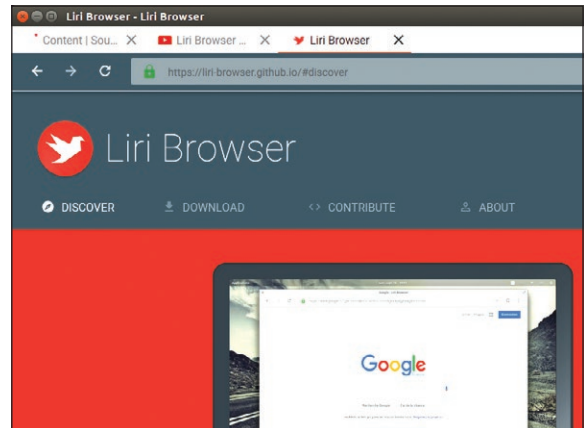 Liri Browser - Liri Browser
Content | Sou... Liri Browser ... Liri Browser
https://liri-browser.github.io/#discover
Liri Browser
DISCOVER DOWNLOAD CONTRIBUTE ABOUT
Google